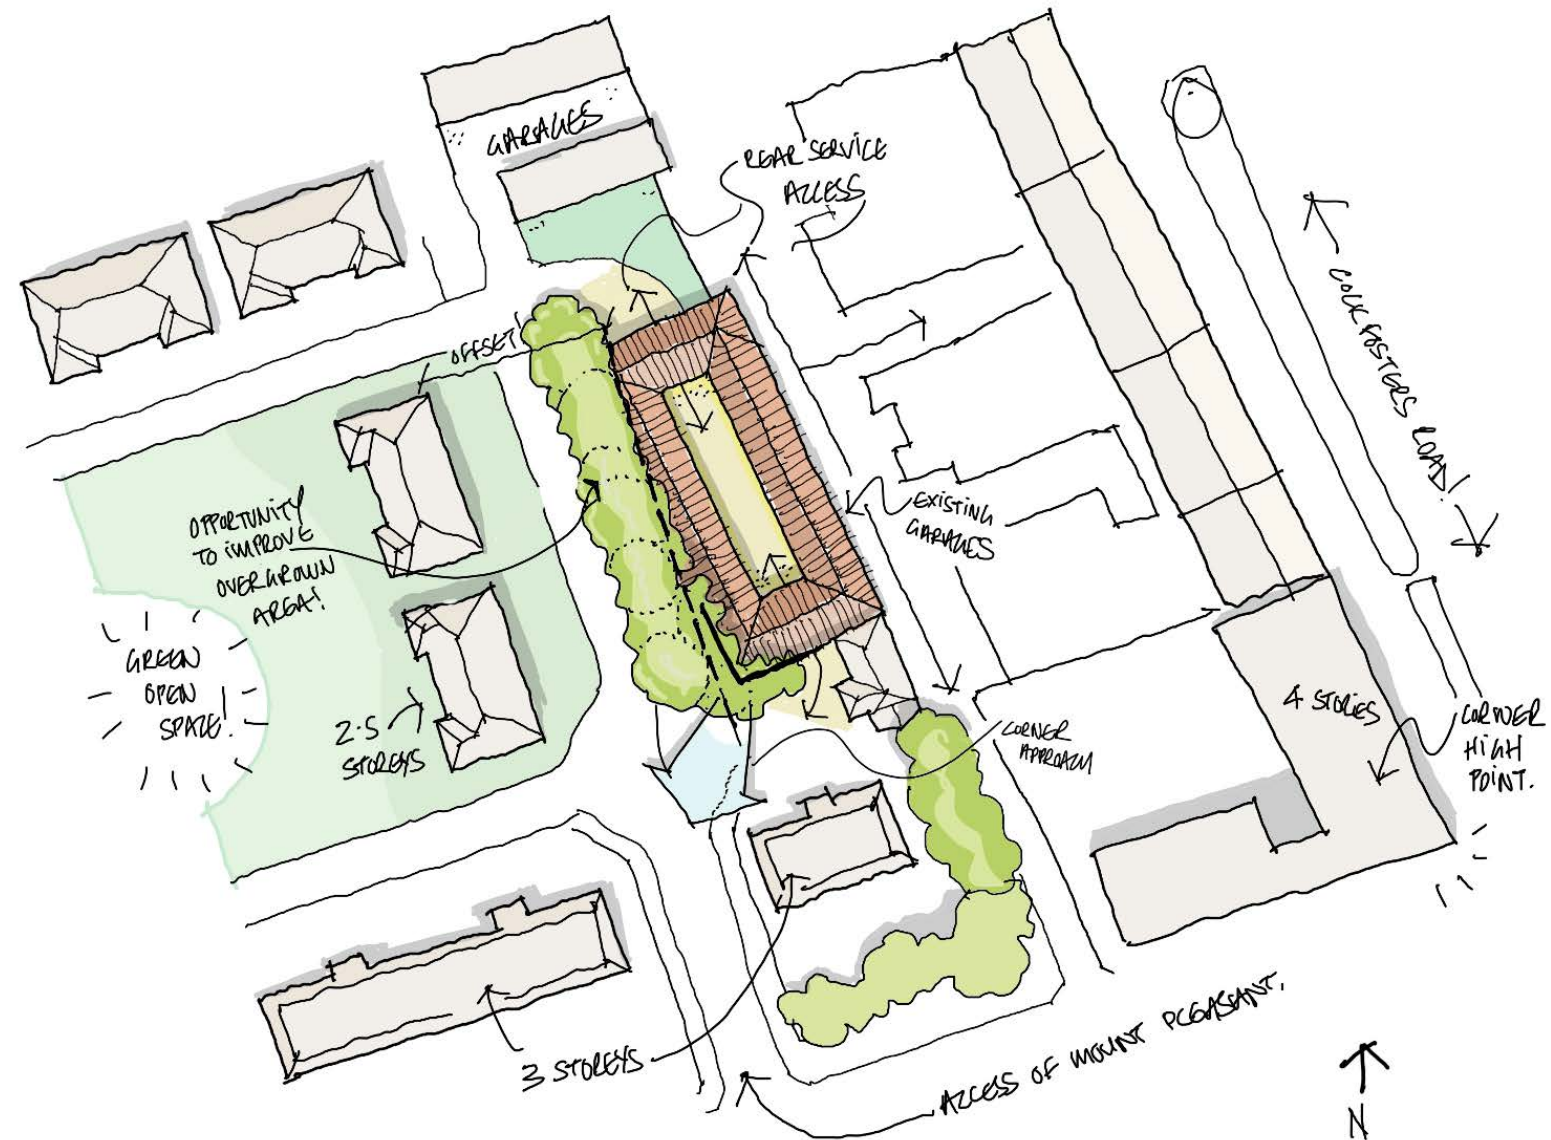 GARAGES
REAR SERVICE
ACCESS
COCKFOSTERS ROAD!
OFFSET!
OPPORTUNITY
TO IMPROVE
OVERGROWN
AREA!
EXISTING
GARAGES
GREEN
OPEN
SPACE!
2.5
STOREYS
4 STORIES
CORNER
HIGH
POINT.
CORNER
APPROACH
3 STOREYS
ACCESS OF MOUNT PLEASANT.
N